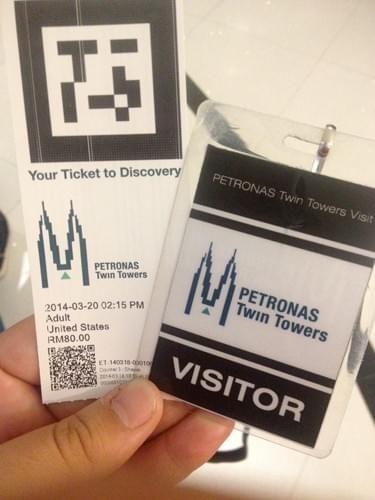 Your Ticket to Discovery
PETRONAS
Twin Towers
2014-03-20 02:15 PM
Adult
United States
RM80.00
PETRONAS Twin Towers Visit
PETRONAS
Twin Towers
VISITOR